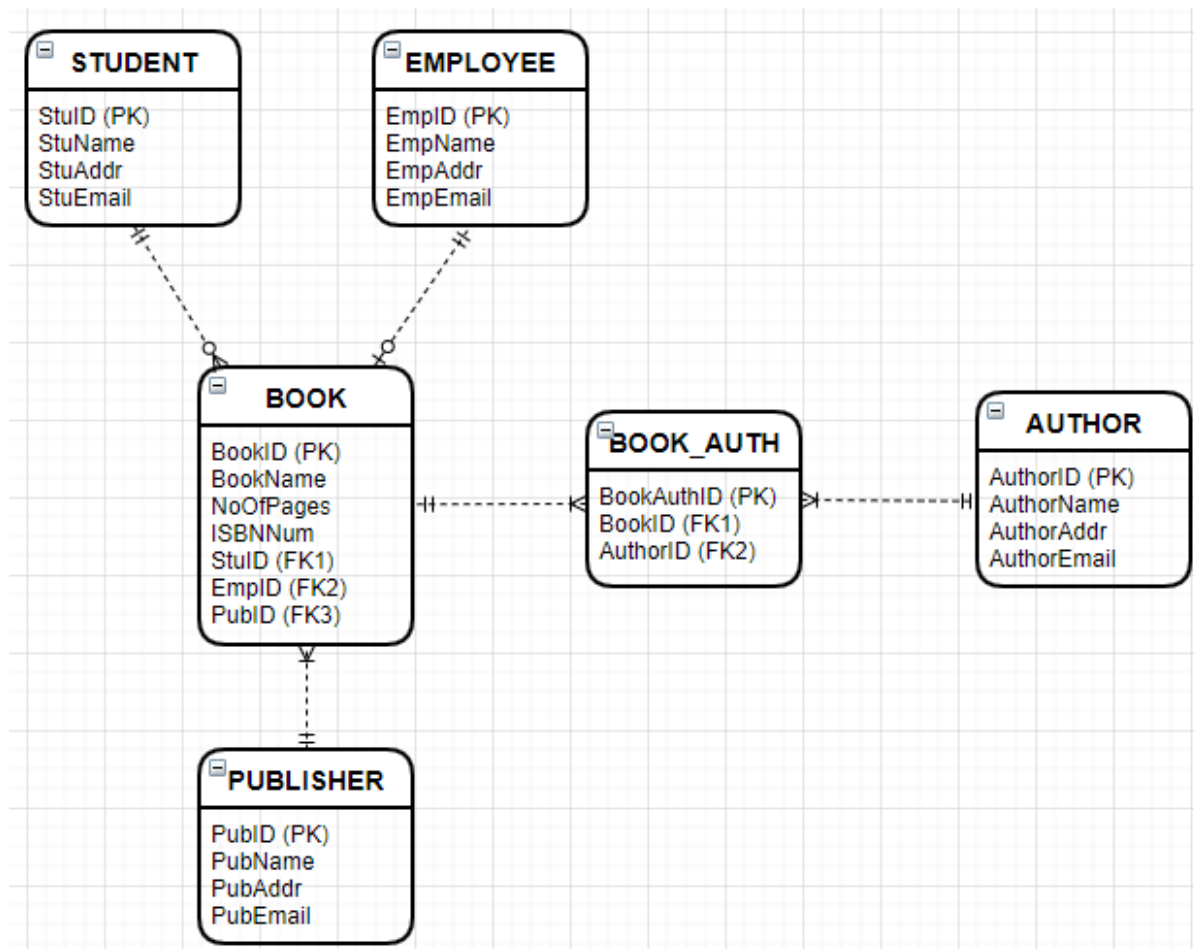 STUDENT
StuID (PK)
StuName
StuAddr
StuEmail
EMPLOYEE
EmpID (PK)
EmpName
EmpAddr
EmpEmail
BOOK
BookID (PK)
BookName
NoOfPages
ISBNNum
StuID (FK1)
EmpID (FK2)
PubID (FK3)
BOOK_AUTH
BookAuthID (PK)
BookID (FK1)
AuthorID (FK2)
AUTHOR
AuthorID (PK)
AuthorName
AuthorAddr
AuthorEmail
PUBLISHER
PubID (PK)
PubName
PubAddr
PubEmail